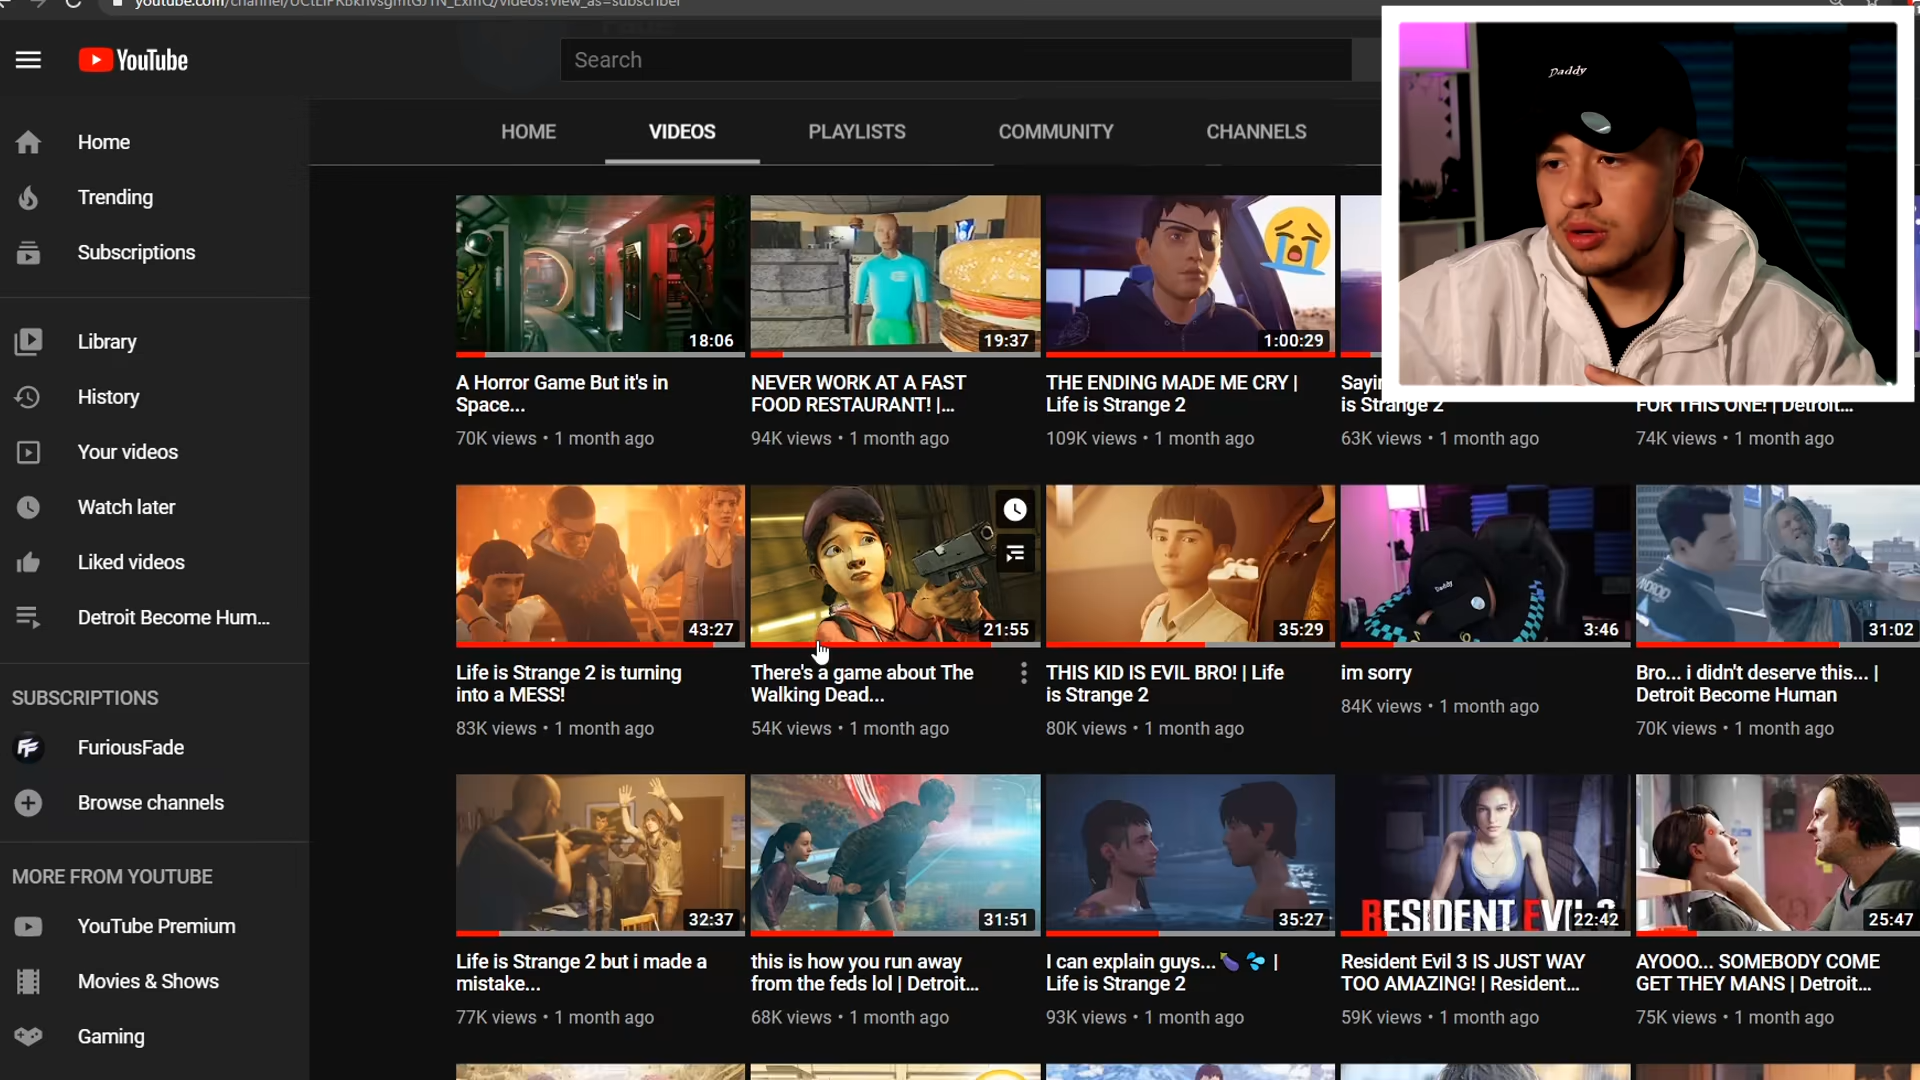 YouTube
Search
Daddy
HOME
VIDEOS
PLAYLISTS
COMMUNITY
CHANNELS
Home
Trending
Subscriptions
Library
History
Your videos
Watch later
Liked videos
Detroit Become Hum...
SUBSCRIPTIONS
FuriousFade
Browse channels
MORE FROM YOUTUBE
YouTube Premium
Movies & Shows
Gaming
18:06
A Horror Game But it's in
Space...
70K views • 1 month ago
19:37
NEVER WORK AT A FAST
FOOD RESTAURANT! |...
94K views • 1 month ago
1:00:29
THE ENDING MADE ME CRY |
Life is Strange 2
109K views • 1 month ago
is Strange 2
63K views • 1 month ago
FOR THIS ONE! | Detroit...
74K views • 1 month ago
43:27
Life is Strange 2 is turning
into a MESS!
83K views • 1 month ago
21:55
There's a game about The
Walking Dead...
54K views • 1 month ago
35:29
THIS KID IS EVIL BRO! | Life
is Strange 2
80K views • 1 month ago
Daddy
3:46
im sorry
84K views • 1 month ago
ANDROID
31:02
Bro... i didn't deserve this... |
Detroit Become Human
70K views • 1 month ago
32:37
Life is Strange 2 but i made a
mistake...
77K views • 1 month ago
31:51
this is how you run away
from the feds lol | Detroit...
68K views • 1 month ago
35:27
I can explain guys...🍆 💦 |
Life is Strange 2
93K views • 1 month ago
RESIDENT EVIL 3
22:42
Resident Evil 3 IS JUST WAY
TOO AMAZING! | Resident...
59K views • 1 month ago
25:47
AYOOO... SOMEBODY COME
GET THEY MANS | Detroit...
75K views • 1 month ago